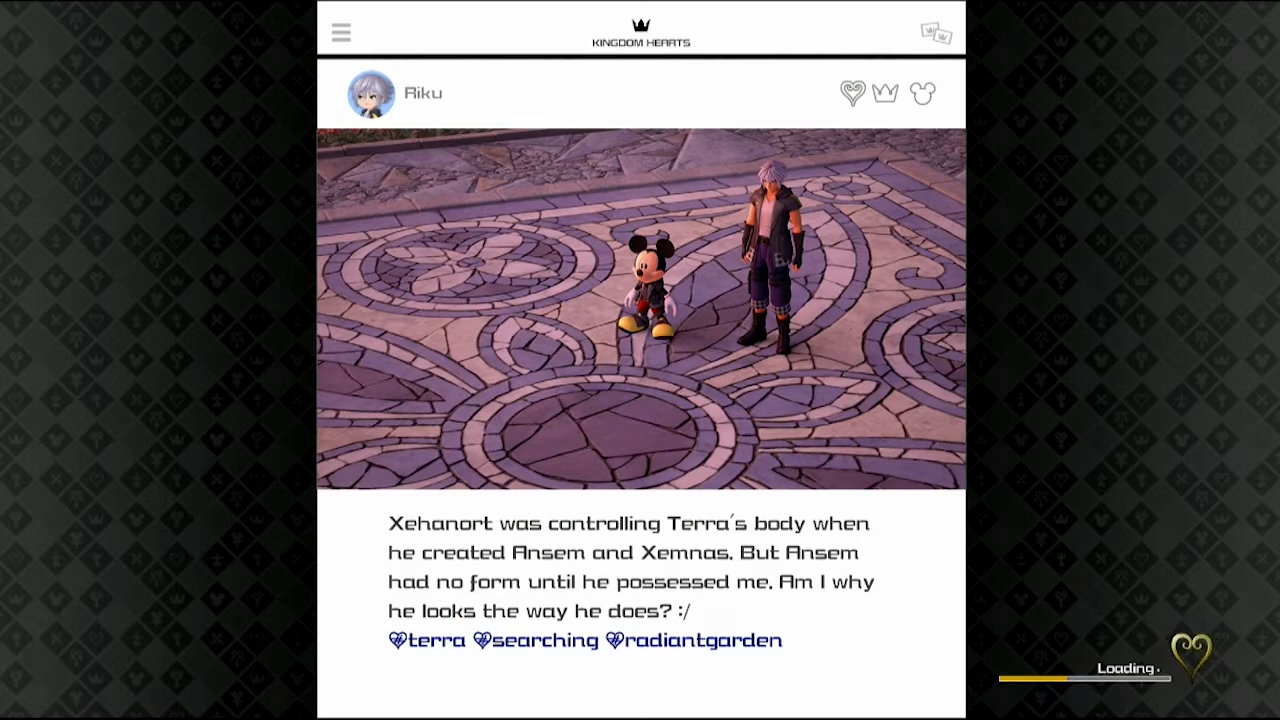 KINGDOM HEARTS
Riku
Xehanort was controlling Terra's body when
he created Ansem and Xemnas. But Ansem
had no form until he possessed me. Am I why
he looks the way he does? :/
#terra #searching #radiantgarden
Loading.